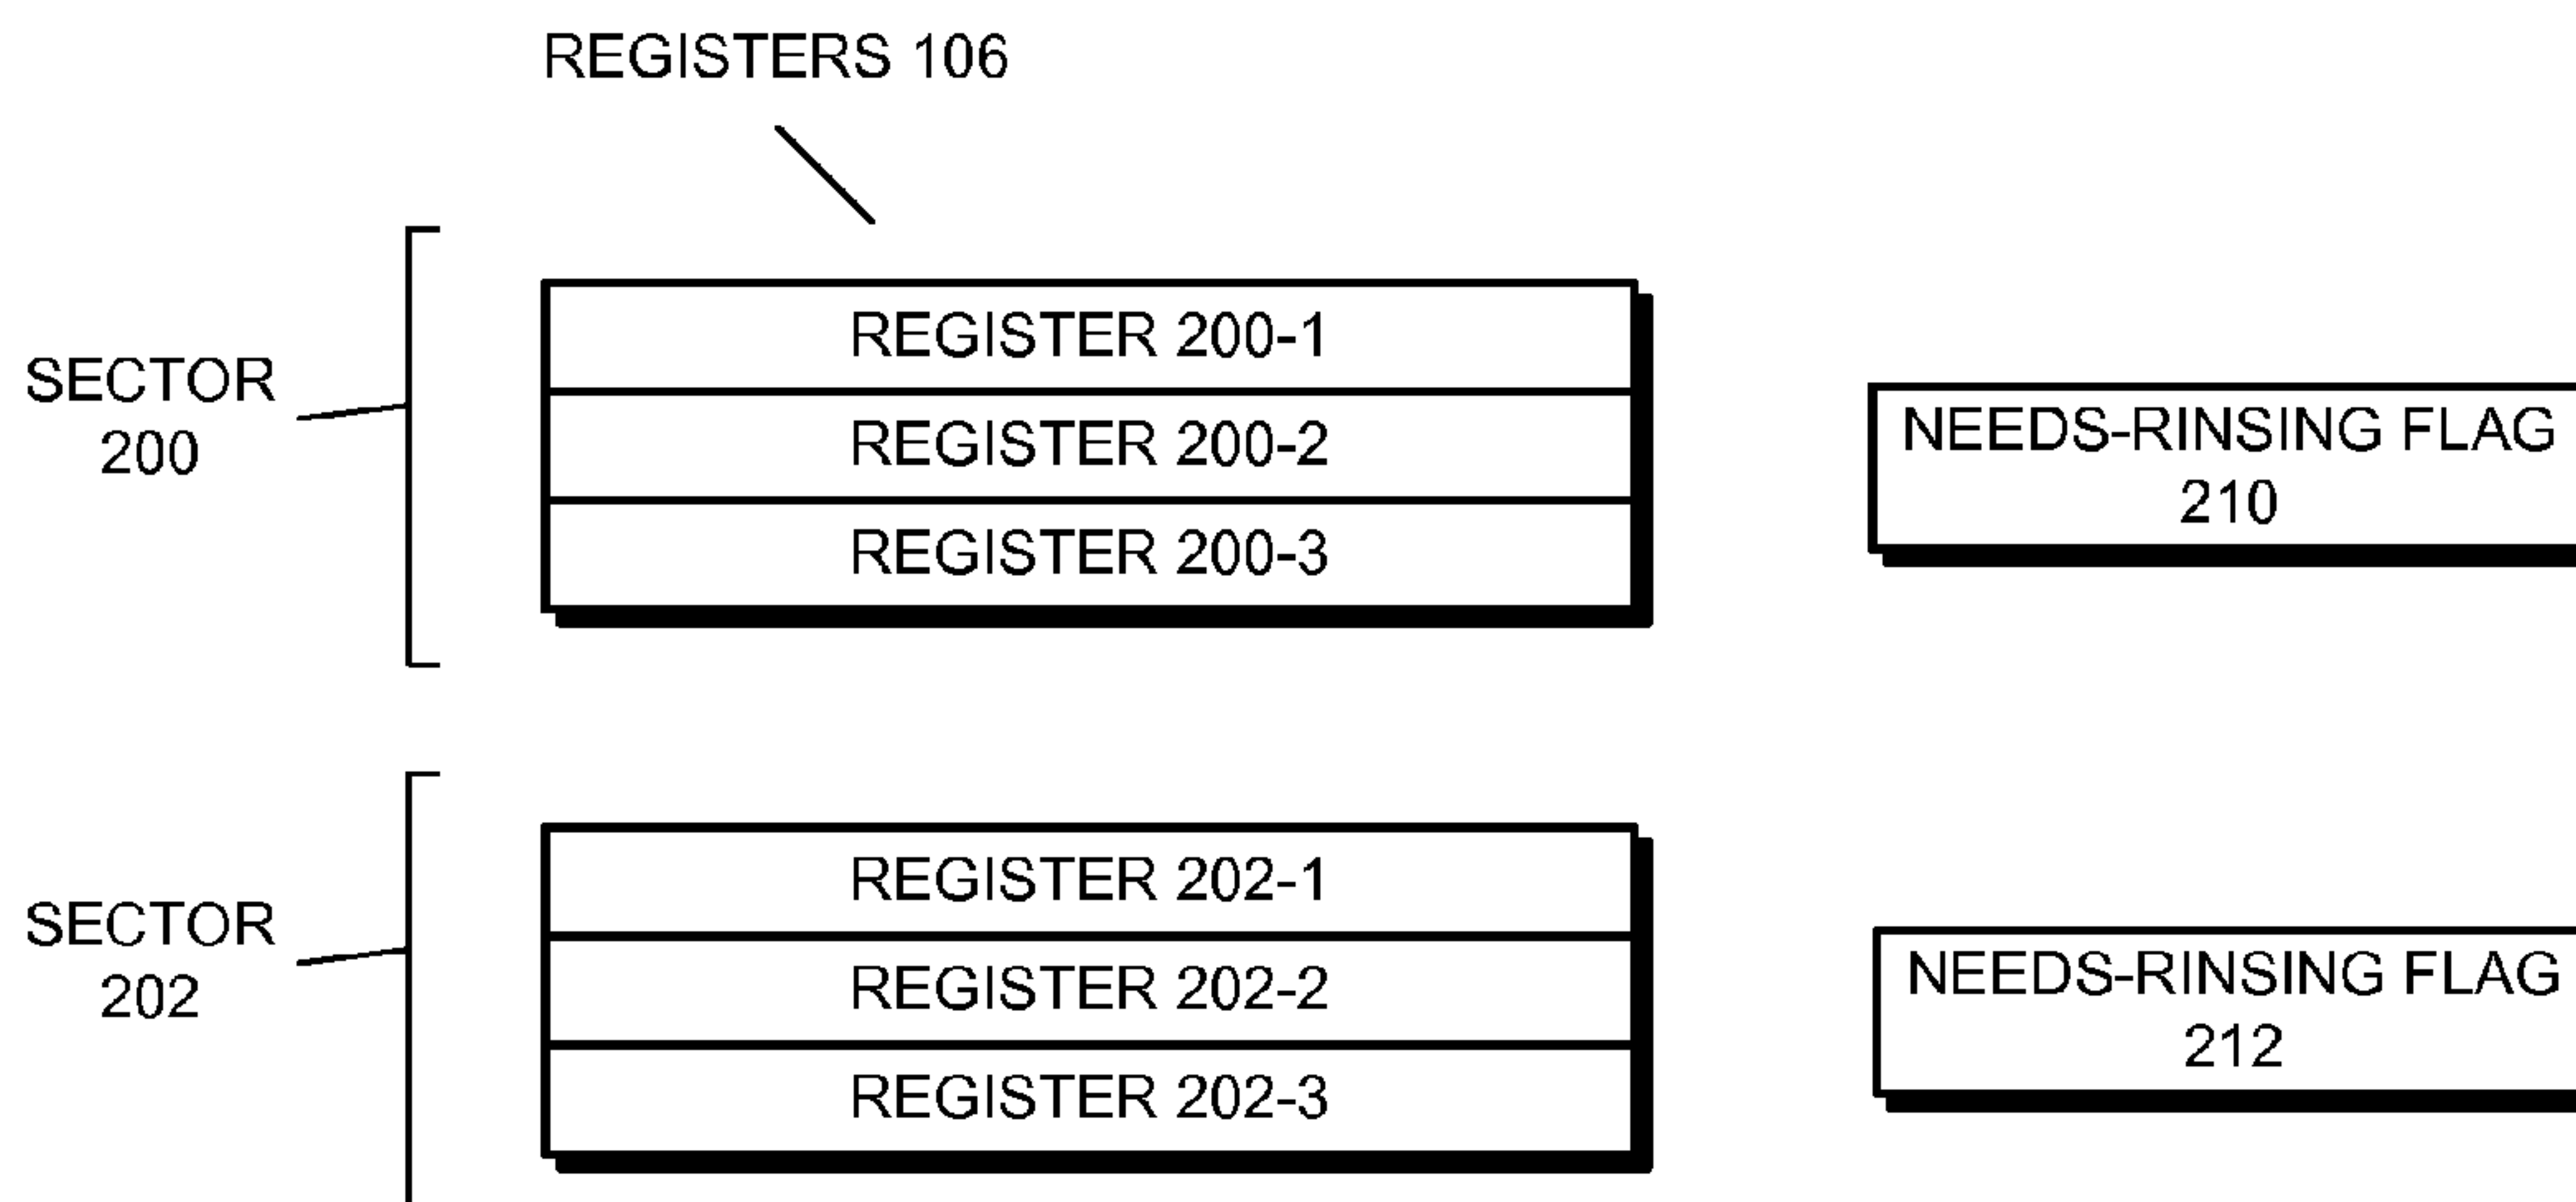 REGISTERS 106
SECTOR
200
REGISTER 200-1
REGISTER 200-2
REGISTER 200-3
NEEDS-RINSING FLAG
210
SECTOR
202
REGISTER 202-1
REGISTER 202-2
REGISTER 202-3
NEEDS-RINSING FLAG
212